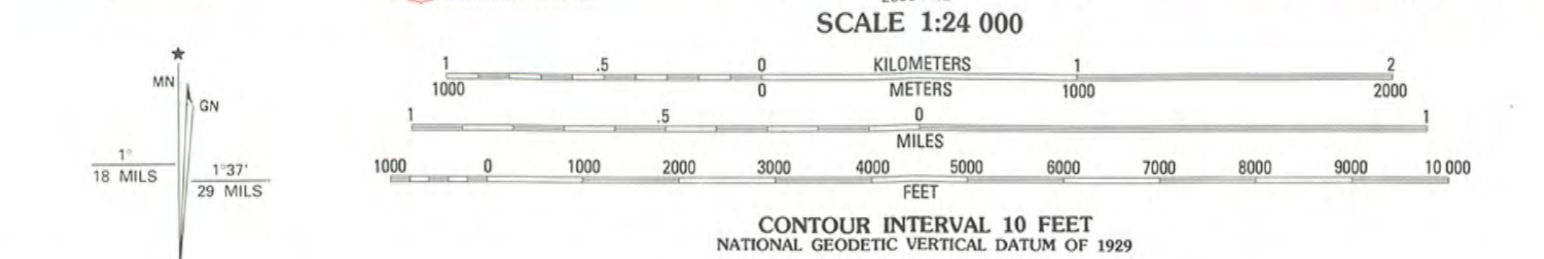 SCALE 1:24 000
★
MN
GN
1°
18 MILS
1°37'
29 MILS
1 .5 0 KILOMETERS 1 2
1000 0 METERS 1000 2000
1 .5 0 1
MILES
1000 0 1000 2000 3000 4000 5000 6000 7000 8000 9000 10 000
FEET
CONTOUR INTERVAL 10 FEET
NATIONAL GEODETIC VERTICAL DATUM OF 1929